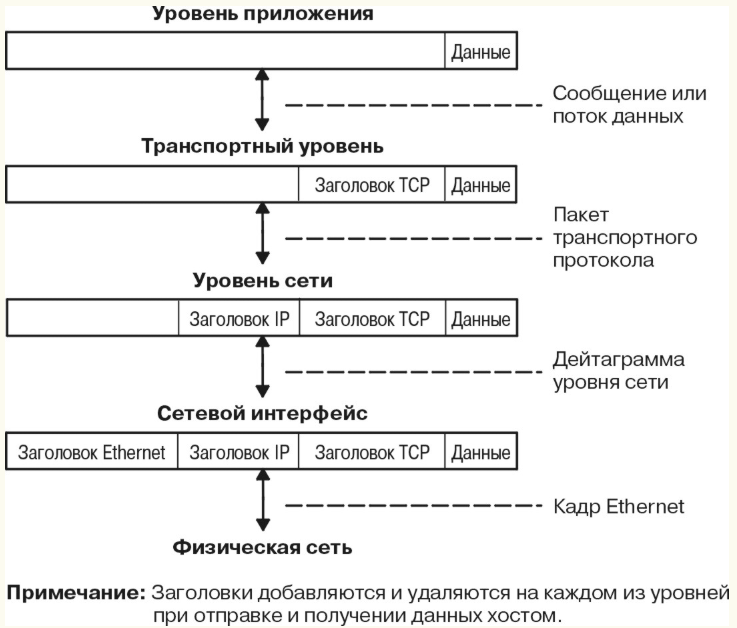 Уровень приложения
Данные
Сообщение или
поток данных
Транспортный уровень
Заголовок TCP Данные
Пакет
транспортного
протокола
Уровень сети
Заголовок IP Заголовок TCP Данные
Дейтаграмма
уровня сети
Сетевой интерфейс
Заголовок Ethernet Заголовок IP Заголовок TCP Данные
Кадр Ethernet
Физическая сеть
Примечание: Заголовки добавляются и удаляются на каждом из уровней
при отправке и получении данных хостом.